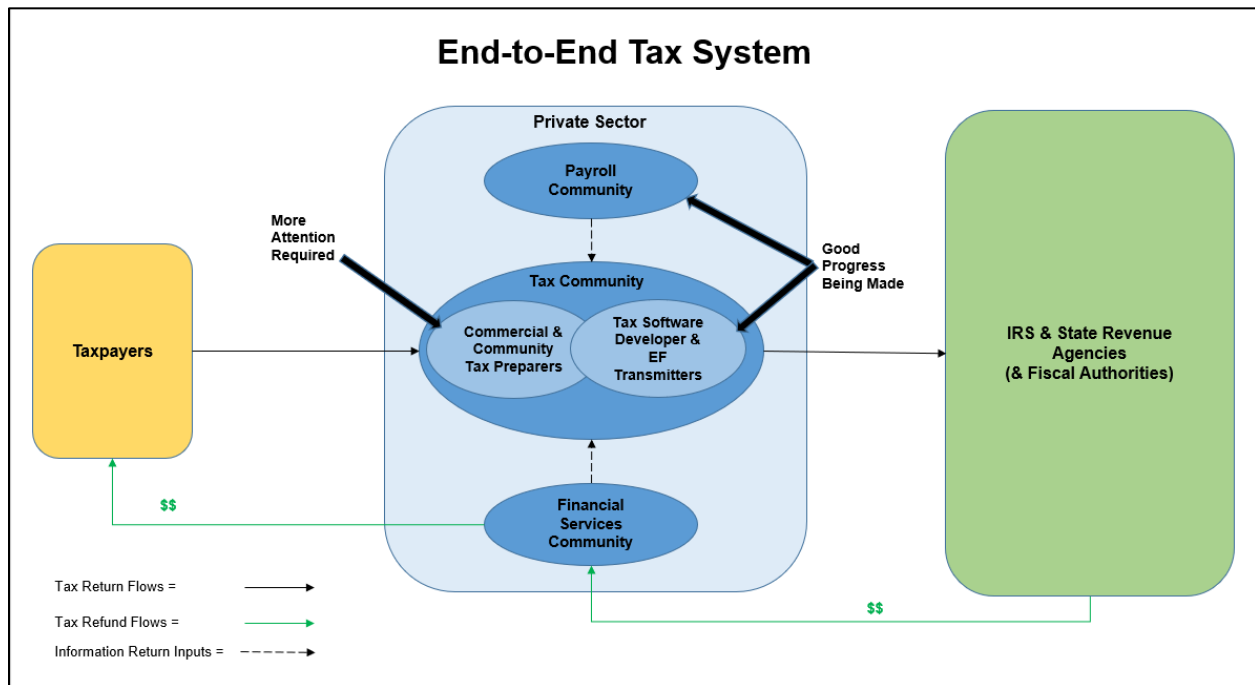 End-to-End Tax System
Private Sector
Payroll
Community
More
Attention
Required
Good
Progress
Being Made
Tax Community
Commercial &
Community
Tax Preparers
Tax Software
Developer &
EF
Transmitters
Taxpayers
IRS & State Revenue
Agencies
(& Fiscal Authorities)
$$
Financial
Services
Community
$$
Tax Return Flows =
Tax Refund Flows =
Information Return Inputs =